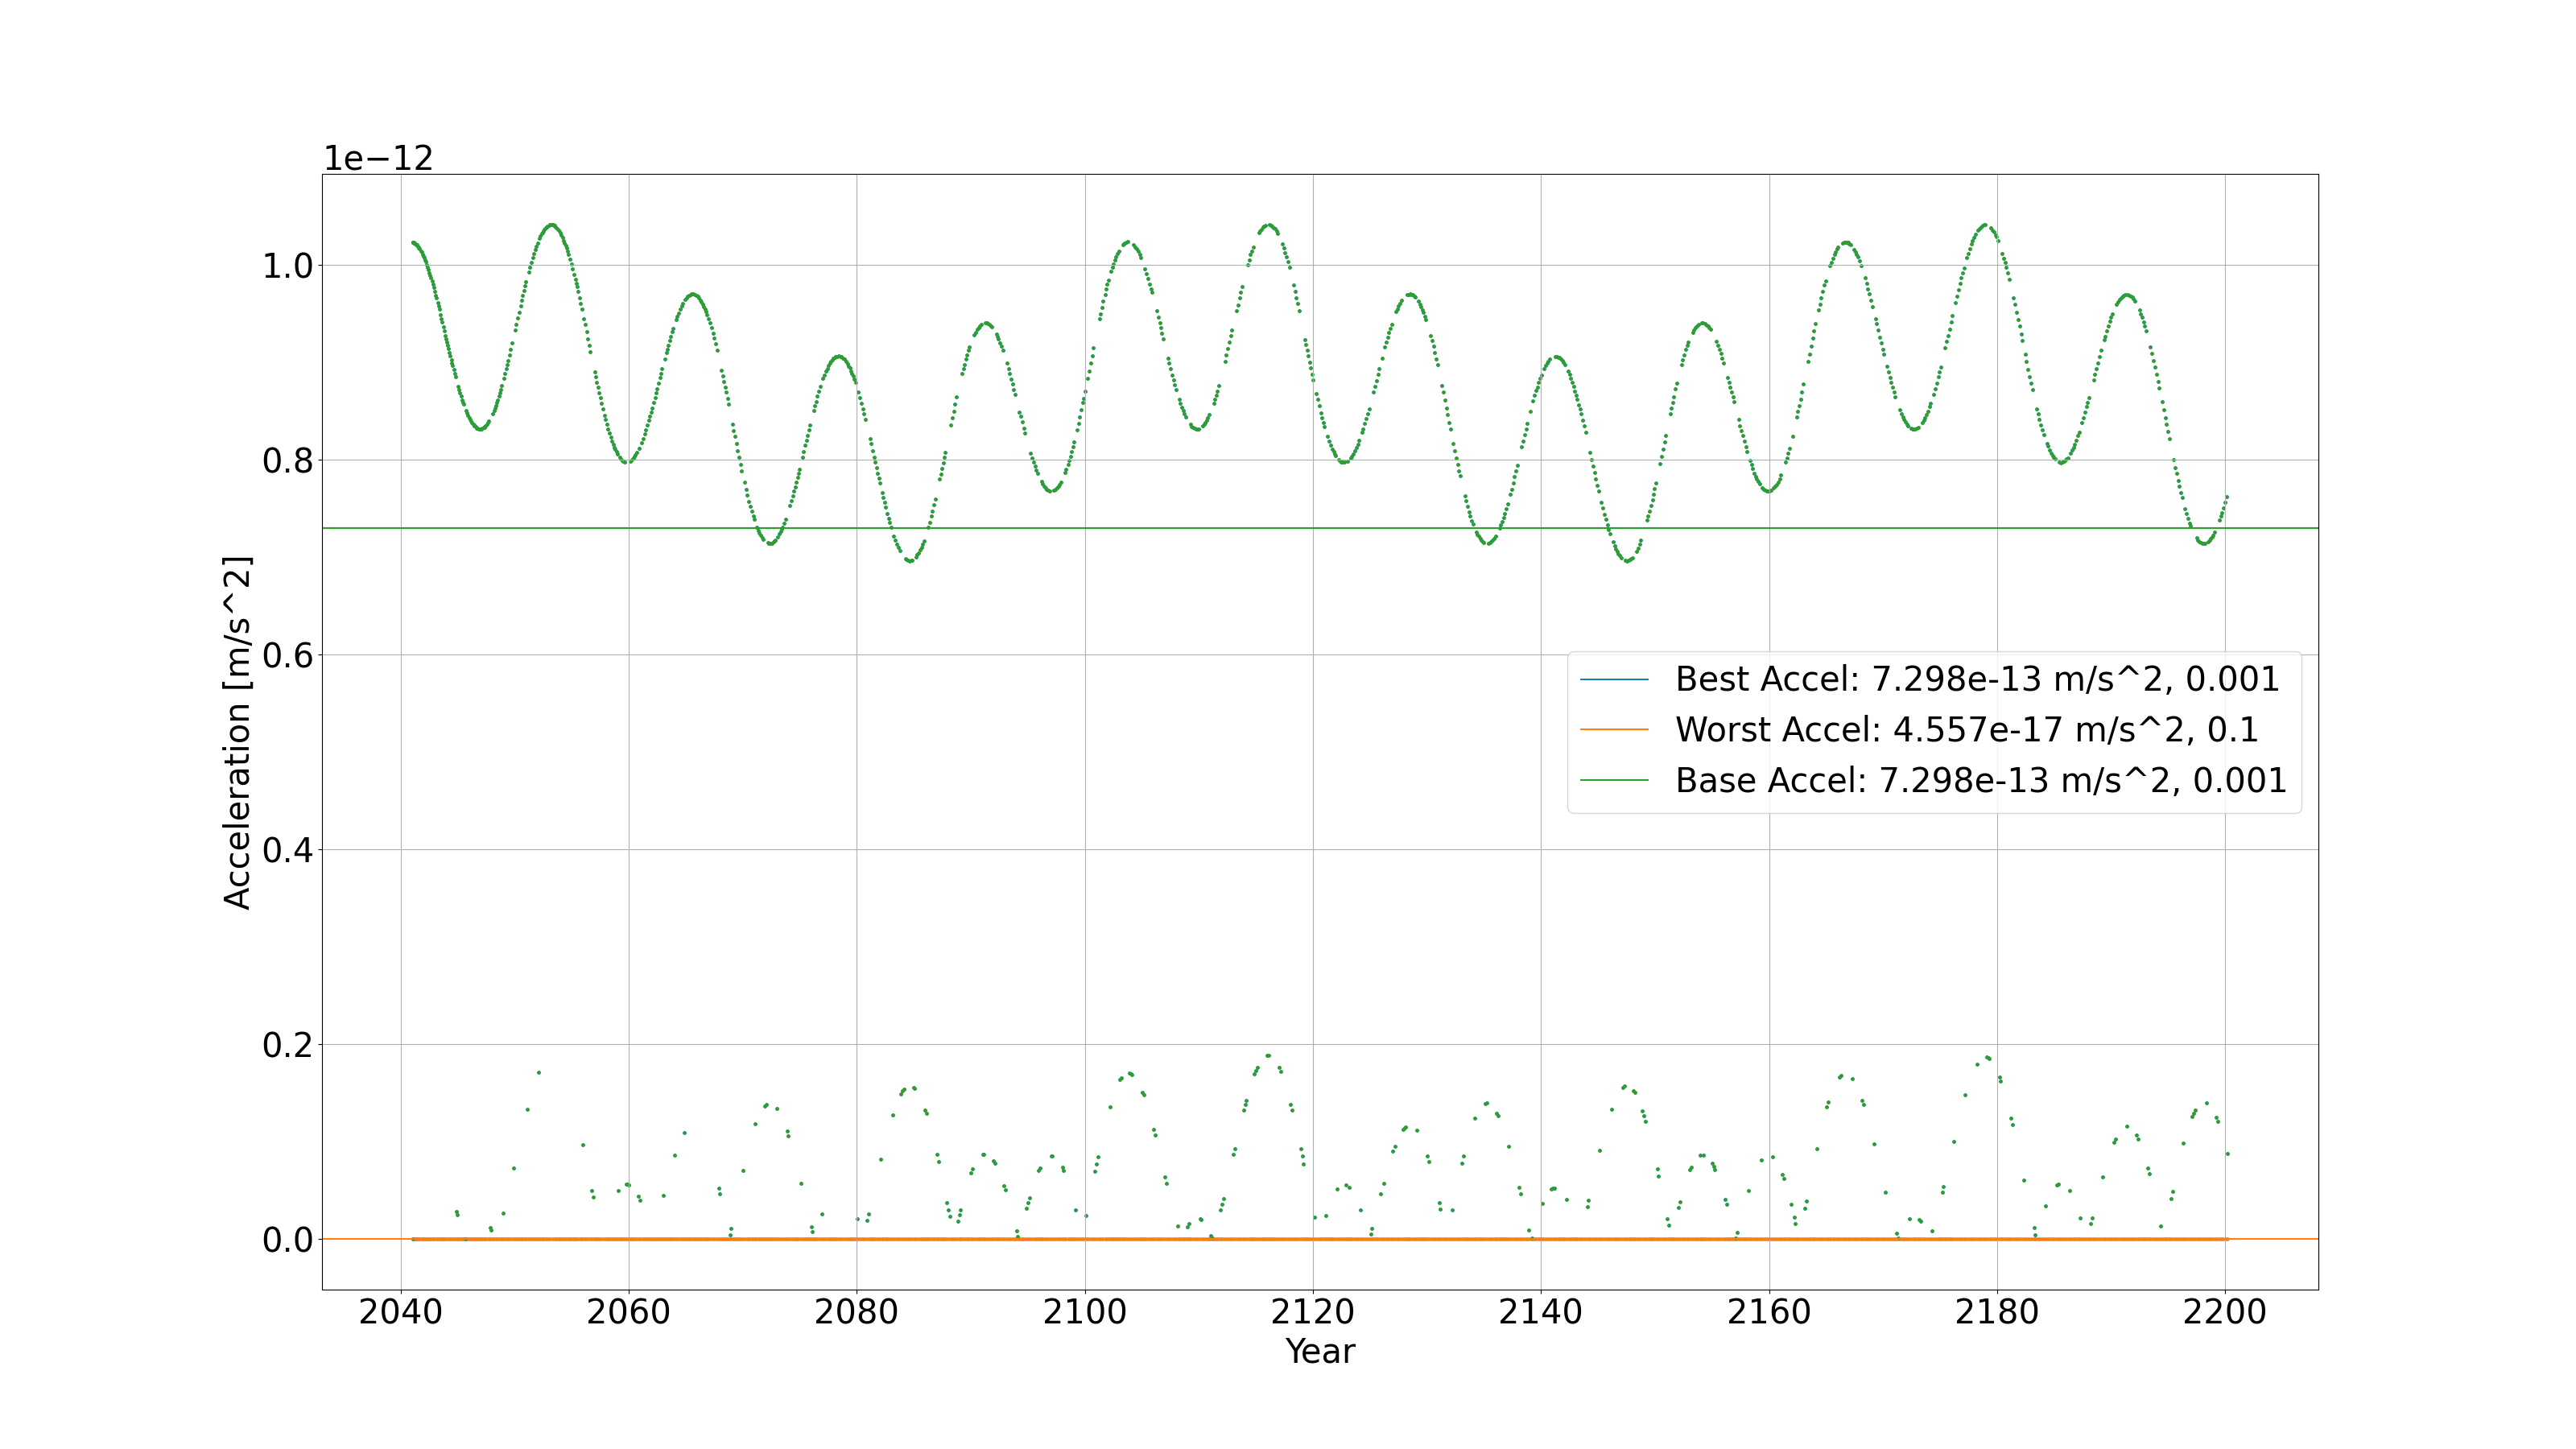 1e−12
1.0
0.8
0.6
0.4
0.2
0.0
Acceleration [m/s^2]
Best Accel: 7.298e-13 m/s^2, 0.001
Worst Accel: 4.557e-17 m/s^2, 0.1
Base Accel: 7.298e-13 m/s^2, 0.001
2040 2060 2080 2100 2120 2140 2160 2180 2200
Year